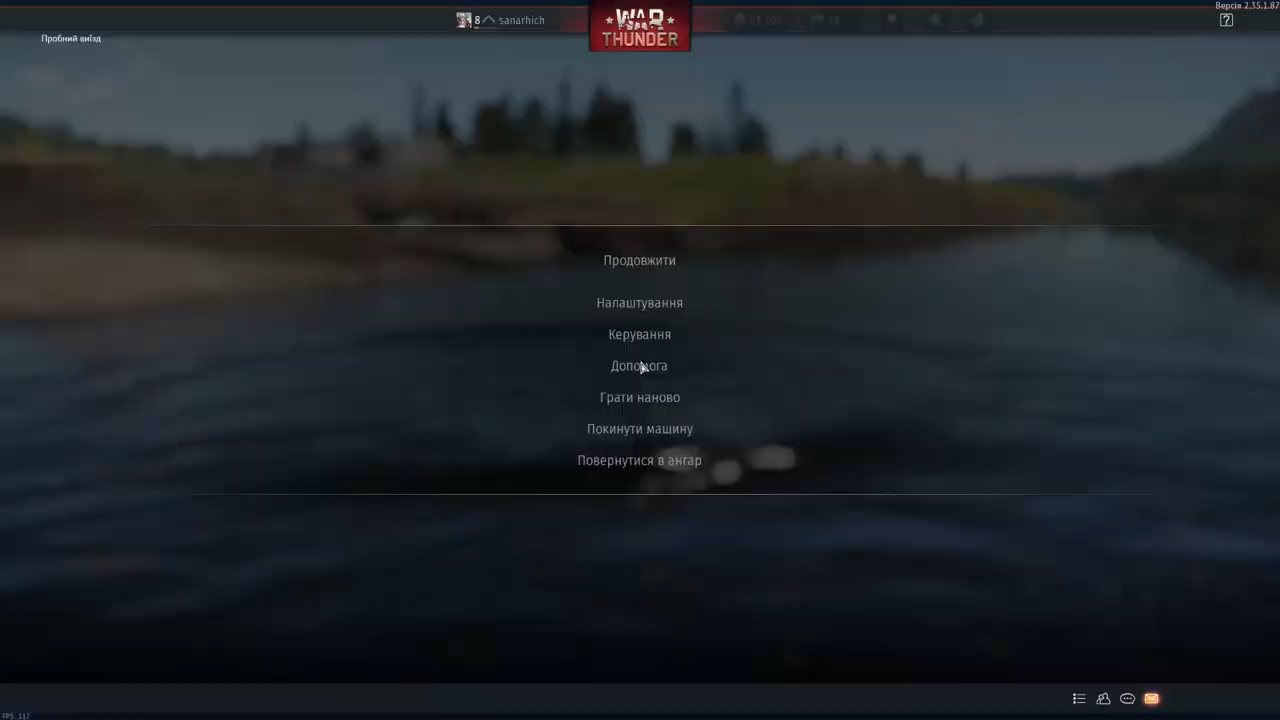 Версія 2.35.1.87
8 sanarhich
WAR
THUNDER
Пробний виїзд
Продовжити
Налаштування
Керування
Допомога
Грати наново
Покинути машину
Повернутися в ангар
FPS: 117